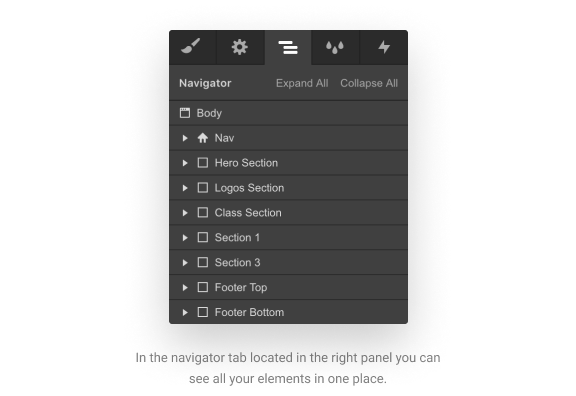 Navigator Expand All Collapse All
Body
Nav
Hero Section
Logos Section
Class Section
Section 1
Section 3
Footer Top
Footer Bottom
In the navigator tab located in the right panel you can
see all your elements in one place.